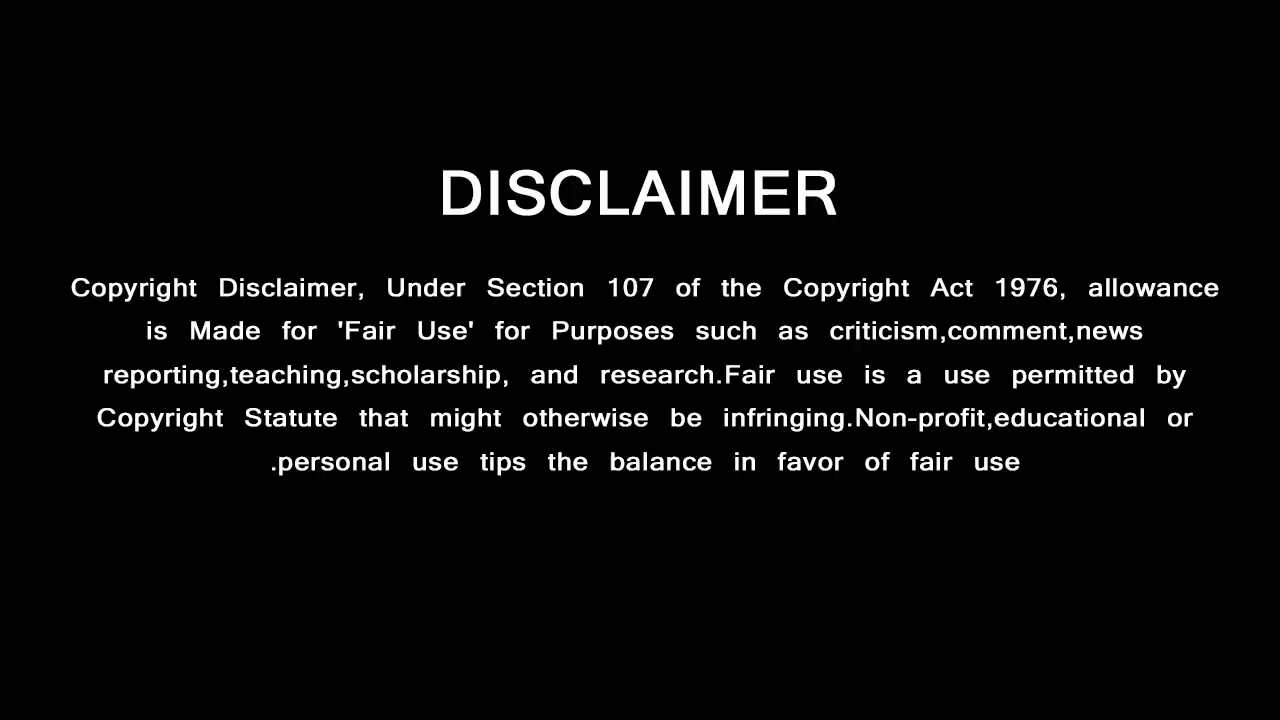 DISCLAIMER
Copyright Disclaimer, Under Section 107 of the Copyright Act 1976, allowance
is Made for 'Fair Use' for Purposes such as criticism,comment,news
reporting,teaching,scholarship, and research.Fair use is a use permitted by
Copyright Statute that might otherwise be infringing.Non-profit,educational or
.personal use tips the balance in favor of fair use